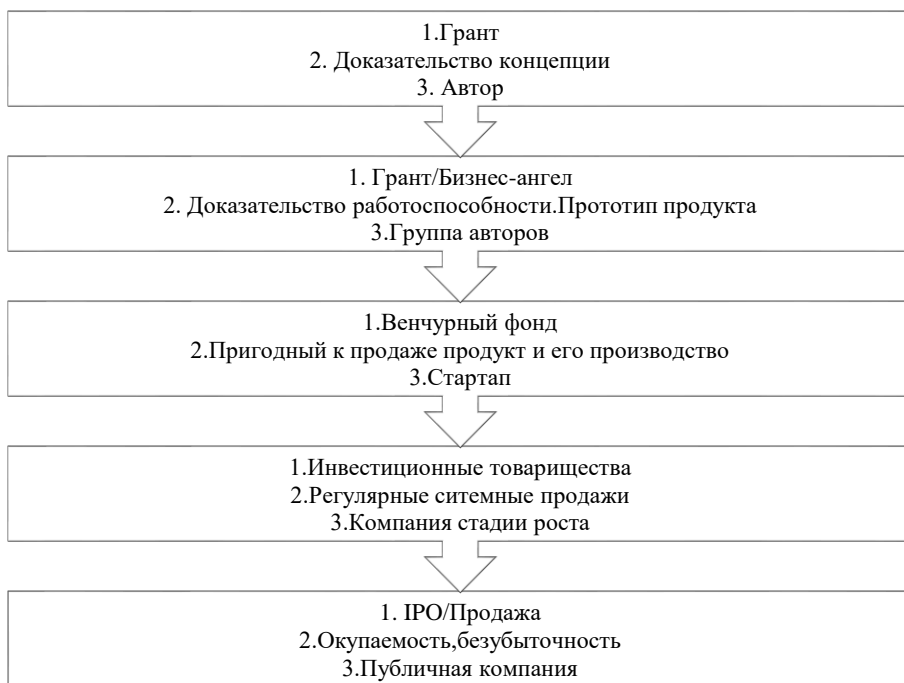 1.Грант
2. Доказательство концепции
3. Автор
1. Грант/Бизнес-ангел
2. Доказательство работоспособности.Прототип продукта
3.Группа авторов
1.Венчурный фонд
2.Пригодный к продаже продукт и его производство
3.Стартап
1.Инвестиционные товарищества
2.Регулярные ситемные продажи
3.Компания стадии роста
1. IPO/Продажа
2.Окупаемость,безубыточность
3.Публичная компания